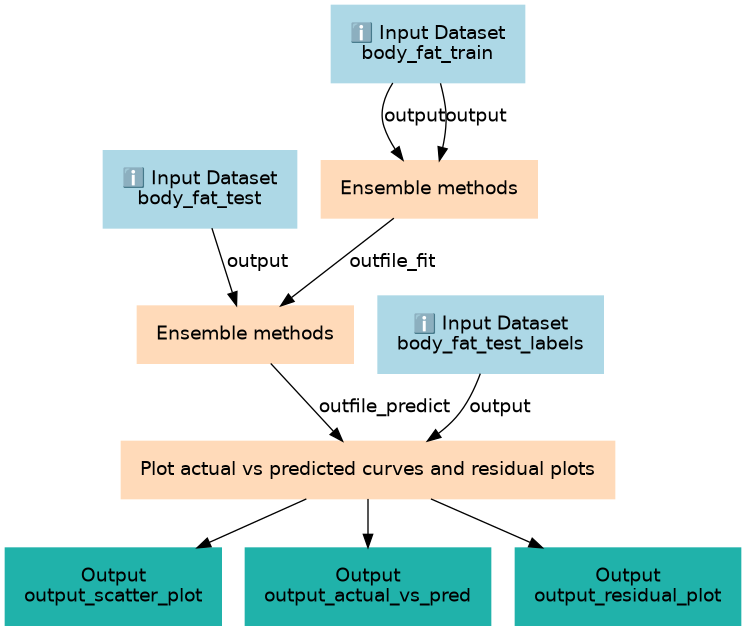 ℹ️ Input Dataset
body_fat_train
output
output
ℹ️ Input Dataset
body_fat_test
Ensemble methods
output
outfile_fit
Ensemble methods
ℹ️ Input Dataset
body_fat_test_labels
outfile_predict
output
Plot actual vs predicted curves and residual plots
Output
output_scatter_plot
Output
output_actual_vs_pred
Output
output_residual_plot